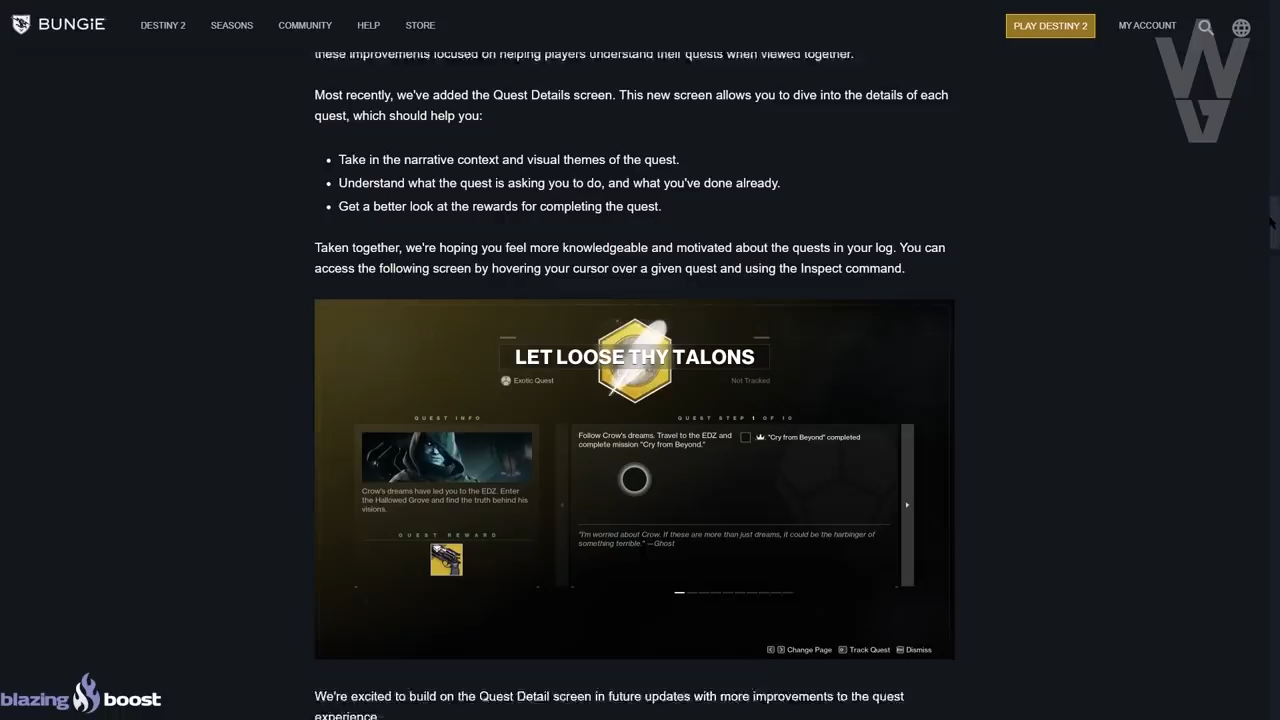 BUNGiE DESTINY 2 SEASONS COMMUNITY HELP STORE PLAY DESTINY 2 MY ACCOUNT
WG
these improvements focused on helping players understand their quests when viewed together.
Most recently, we've added the Quest Details screen. This new screen allows you to dive into the details of each
quest, which should help you:
• Take in the narrative context and visual themes of the quest.
• Understand what the quest is asking you to do, and what you've done already.
• Get a better look at the rewards for completing the quest.
Taken together, we're hoping you feel more knowledgeable and motivated about the quests in your log. You can
access the following screen by hovering your cursor over a given quest and using the Inspect command.
LET LOOSE THY TALONS
Exotic Quest Not Tracked
QUEST INFO
Crow's dreams have led you to the EDZ. Enter
the Hallowed Grove and find the truth behind his
visions.
QUEST REWARD
QUEST STEP 1 OF 10
Follow Crow's dreams. Travel to the EDZ and
complete mission "Cry from Beyond."
"Cry from Beyond" completed
"I'm worried about Crow. If these are more than just dreams, it could be the harbinger of
something terrible." —Ghost
Change Page Track Quest Dismiss
We're excited to build on the Quest Detail screen in future updates with more improvements to the quest
experience.
blazing boost